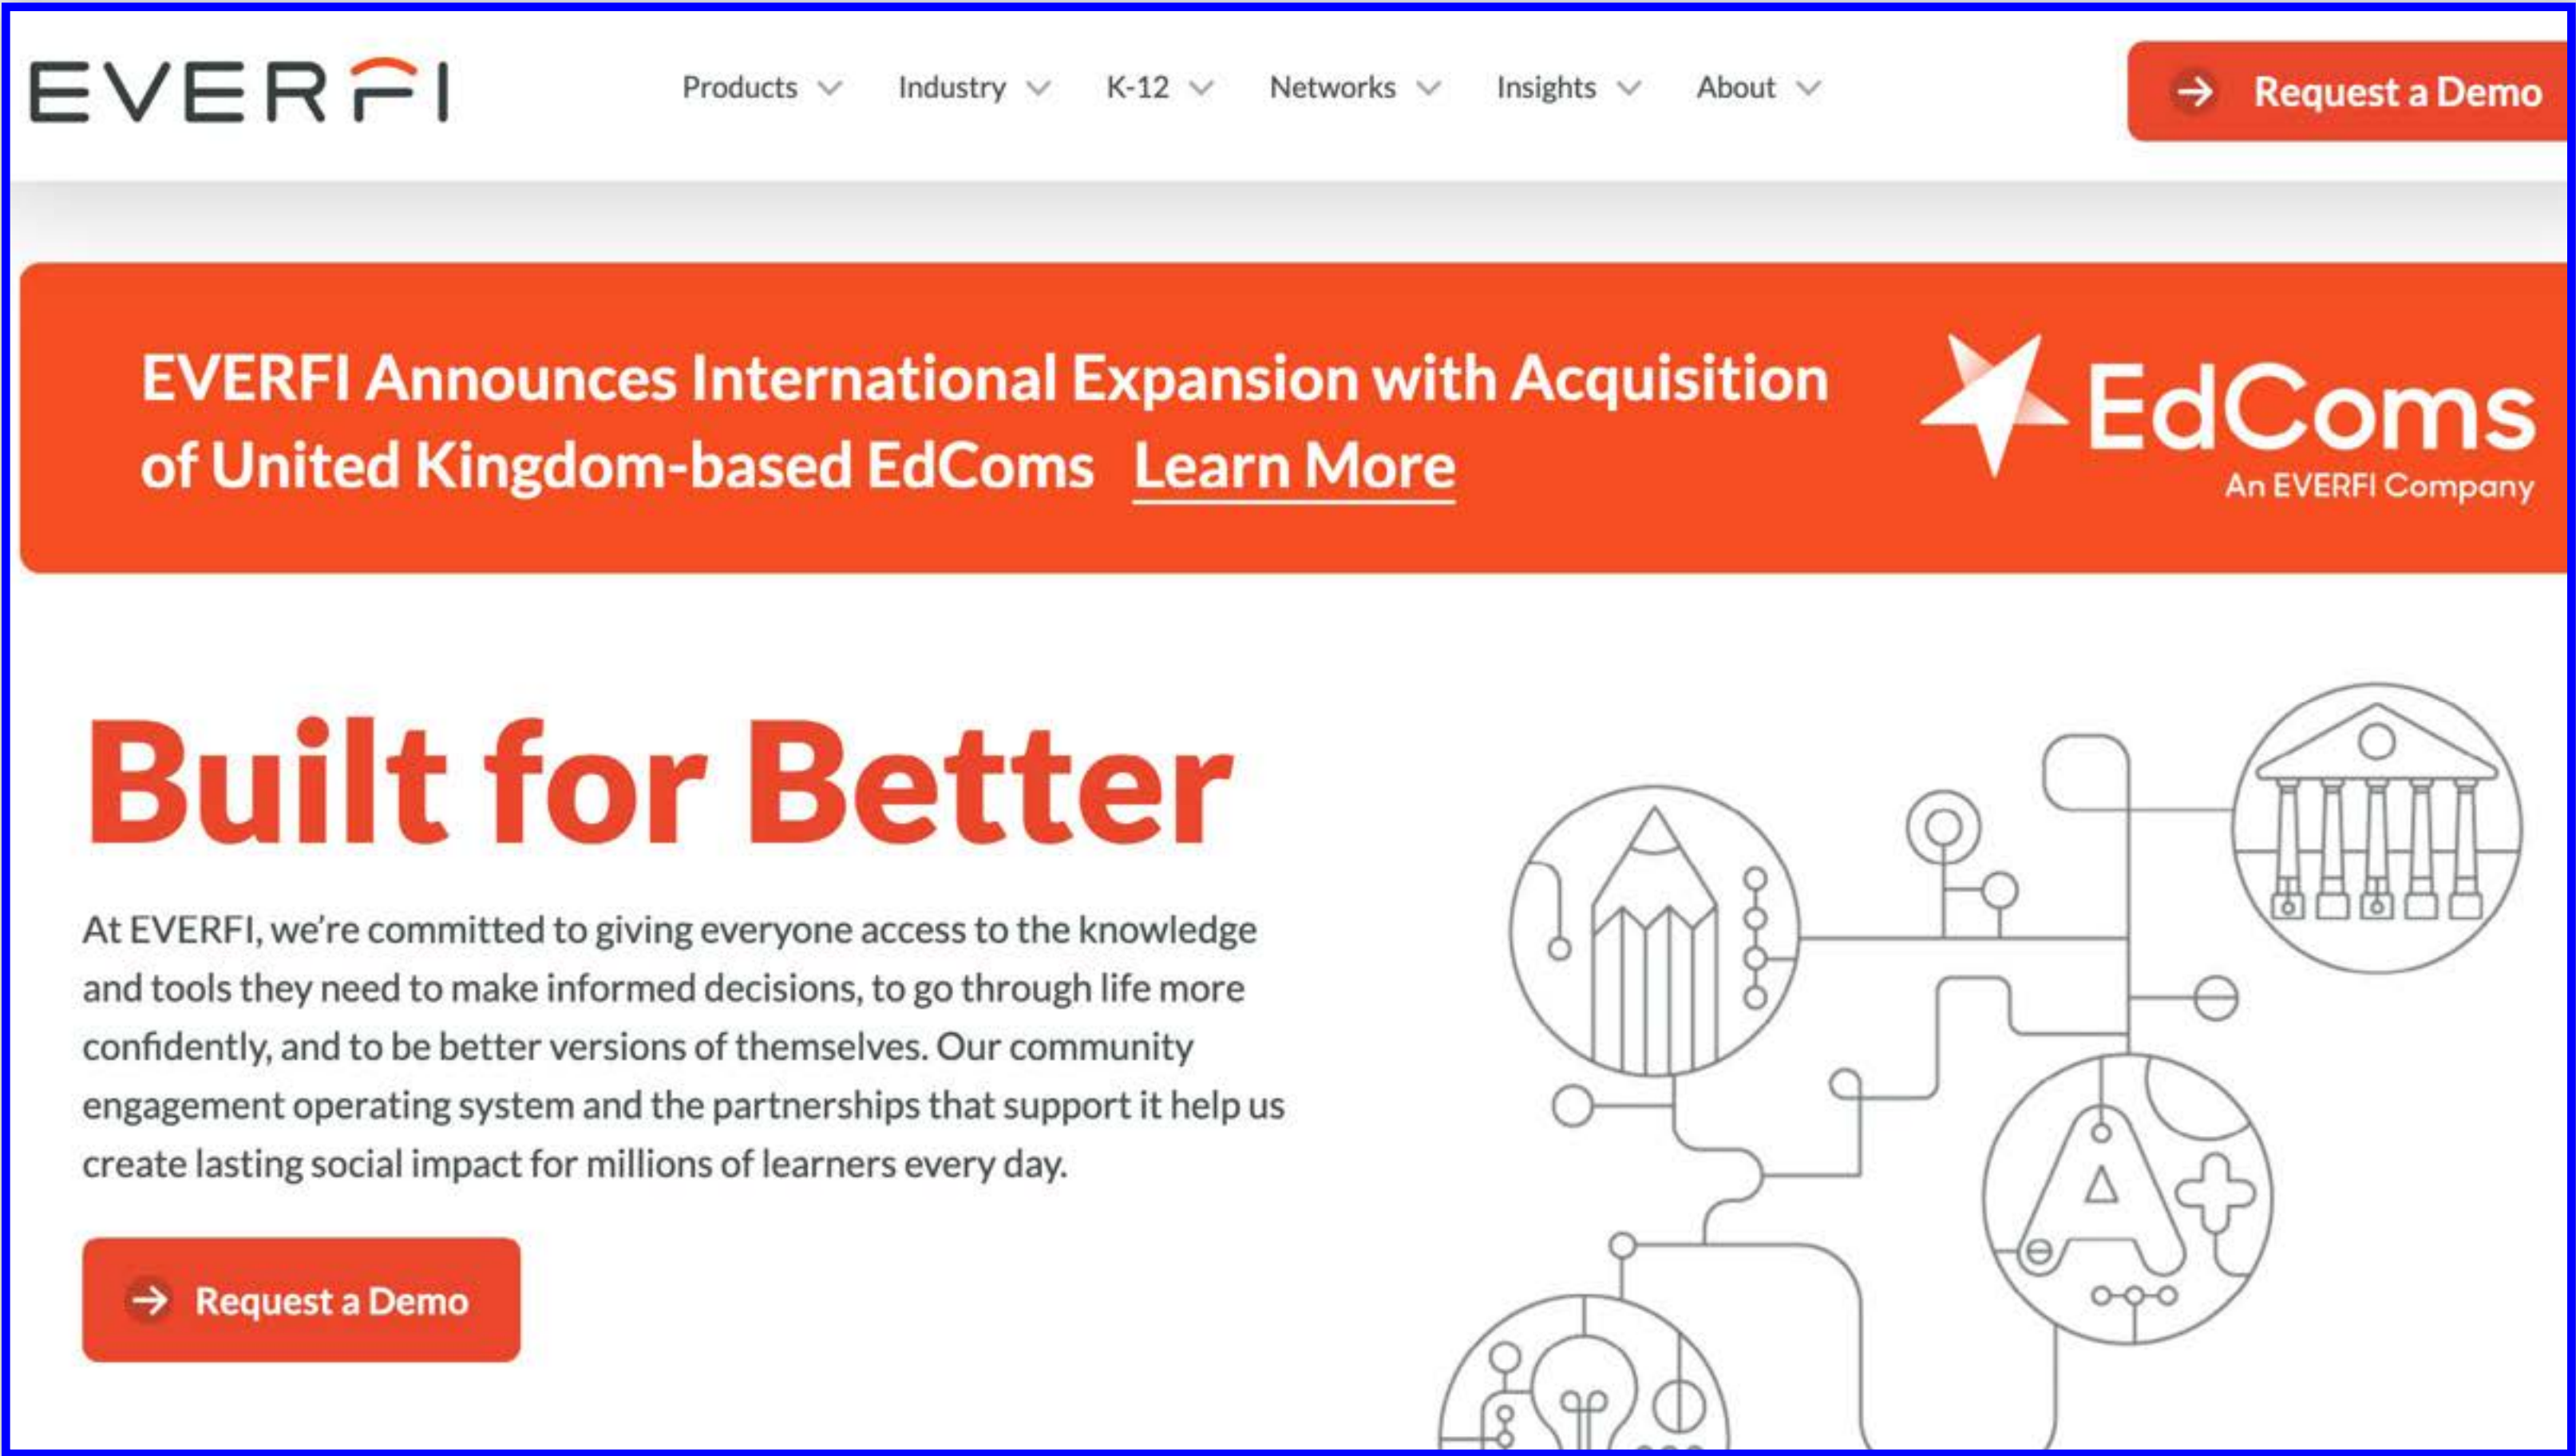 EVERFI
Products
Industry
K-12
Networks
Insights
About
Request a Demo
EVERFI Announces International Expansion with Acquisition
of United Kingdom-based EdComs Learn More
EdComs
An EVERFI Company
Built for Better
At EVERFI, we're committed to giving everyone access to the knowledge
and tools they need to make informed decisions, to go through life more
confidently, and to be better versions of themselves. Our community
engagement operating system and the partnerships that support it help us
create lasting social impact for millions of learners every day.
Request a Demo
A